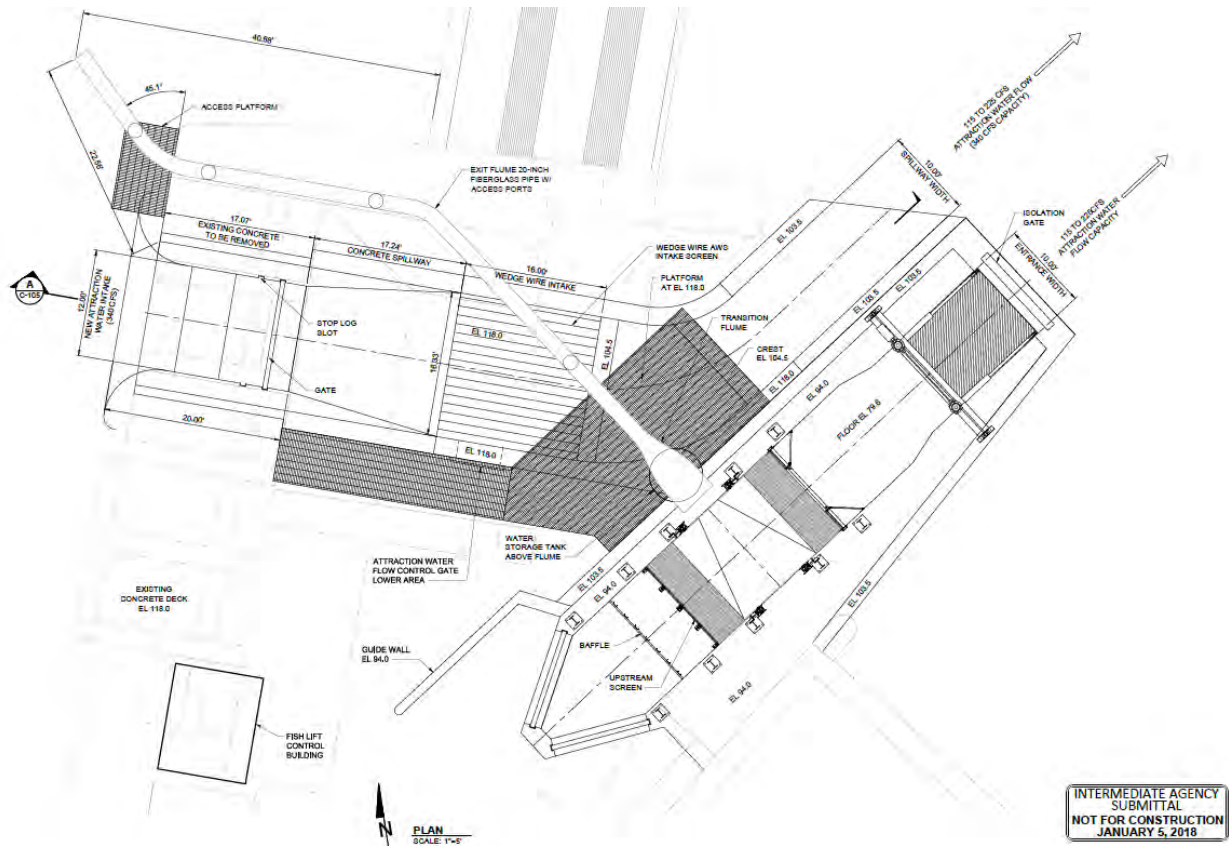 40.88'
45.1°
ACCESS PLATFORM
22.66'
EXIT FLUME 20-INCH
FIBERGLASS PIPE W/
ACCESS PORTS
115 TO 225 CFS
ATTRACTION WATER FLOW
(340 CFS CAPACITY)
10.00'
SPILLWAY WIDTH
115 TO 225CFS
ATTRACTION WATER
FLOW CAPACITY
ISOLATION
GATE
10.00'
ENTRANCE WIDTH
17.07'
EXISTING CONCRETE
TO BE REMOVED
17.24'
CONCRETE SPILLWAY
16.00'
WEDGE WIRE INTAKE
WEDGE WIRE AWS
INTAKE SCREEN
PLATFORM
AT EL 118.0
TRANSITION
FLUME
CREST
EL 104.5
EL 103.5
EL 103.5
EL 103.5
A
C-105
12.00'
NEW ATTRACTION
WATER INTAKE
(340 CFS)
STOP LOG
SLOT
GATE
EL 118.0
16.93'
EL 104.5
EL 118.0
EL 94.0
FLOOR EL 79.6
20.00'
EL 118.0
WATER
STORAGE TANK
ABOVE FLUME
ATTRACTION WATER
FLOW CONTROL GATE
LOWER AREA
EL 103.5
EL 94.0
EL 103.5
EXISTING
CONCRETE DECK
EL 118.0
GUIDE WALL
EL 94.0
BAFFLE
UPSTREAM
SCREEN
EL 94.0
FISH LIFT
CONTROL
BUILDING
N
PLAN
SCALE: 1"=5'
INTERMEDIATE AGENCY
SUBMITTAL
NOT FOR CONSTRUCTION
JANUARY 5, 2018